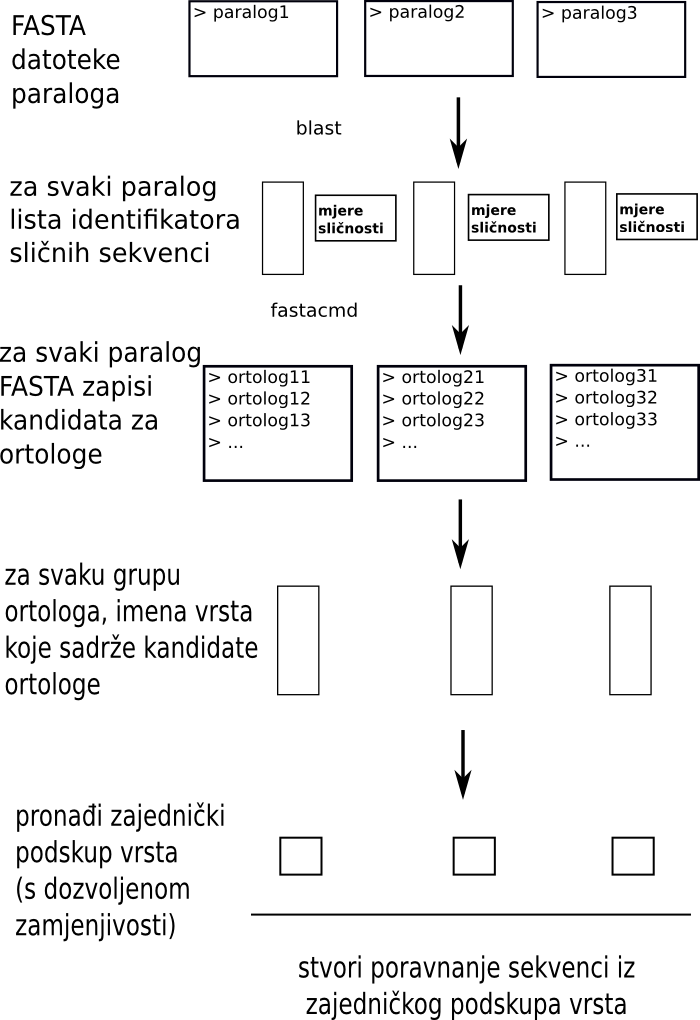 FASTA
datoteke
paraloga
> paralog1
> paralog2
> paralog3
blast
za svaki paralog
lista identifikatora
sličnih sekvenci
mjere
sličnosti
mjere
sličnosti
mjere
sličnosti
fastacmd
za svaki paralog
FASTA zapisi
kandidata za
ortologe
> ortolog11
> ortolog12
> ortolog13
> ...
> ortolog21
> ortolog22
> ortolog23
> ...
> ortolog31
> ortolog32
> ortolog33
> ...
za svaku grupu
ortologa, imena vrsta
koje sadrže kandidate
ortologe
pronađi zajednički
podskup vrsta
(s dozvoljenom
zamjenjivosti)
stvori poravnanje sekvenci iz
zajedničkog podskupa vrsta